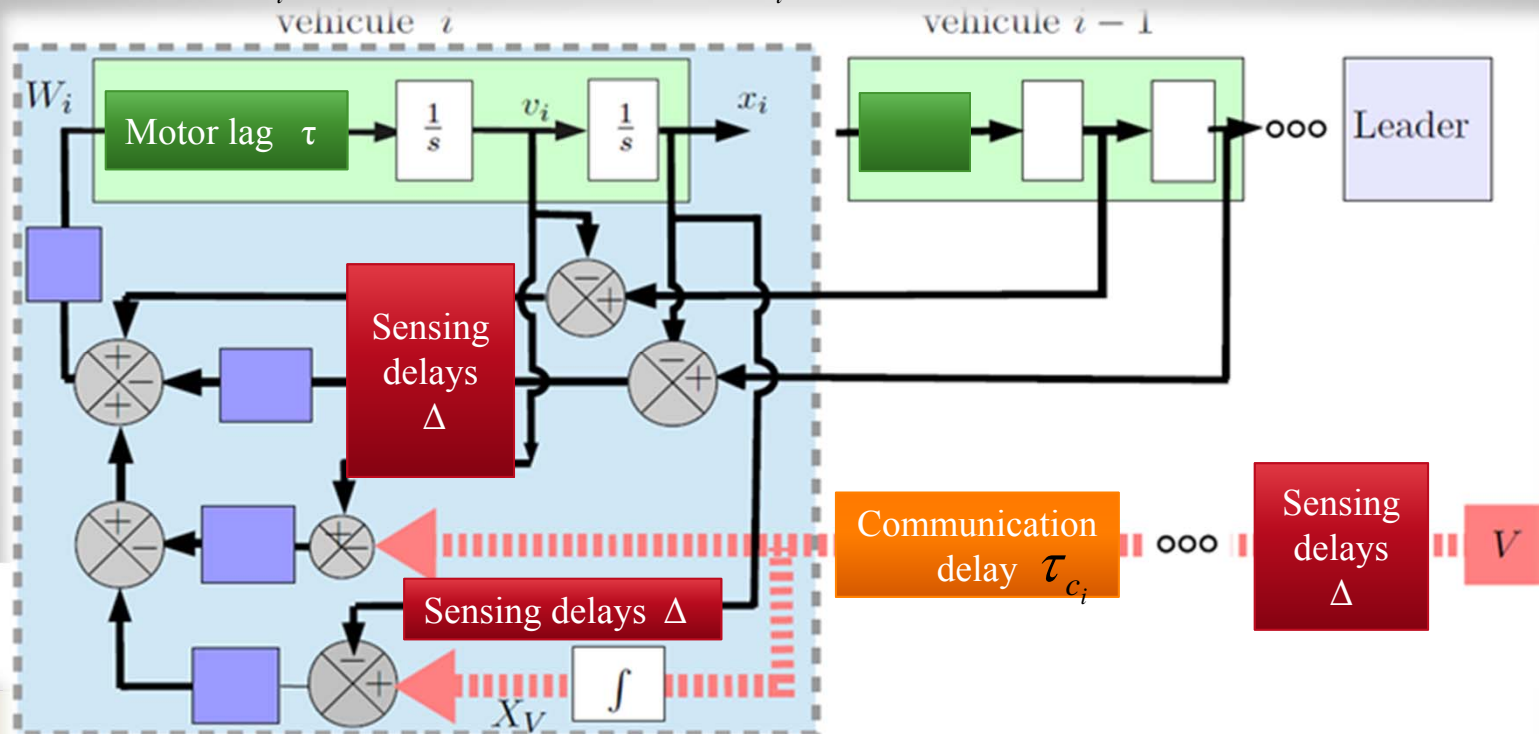 vehicule i
vehicule i − 1
W_i
Motor lag τ
1/s
v_i
1/s
x_i
Leader
−
+
Sensing
delays
Δ
−
+
+
−
+
+
−
+
−
Communication
delay τ_{c_i}
Sensing
delays
Δ
V
Sensing delays Δ
−
+
X_V
∫